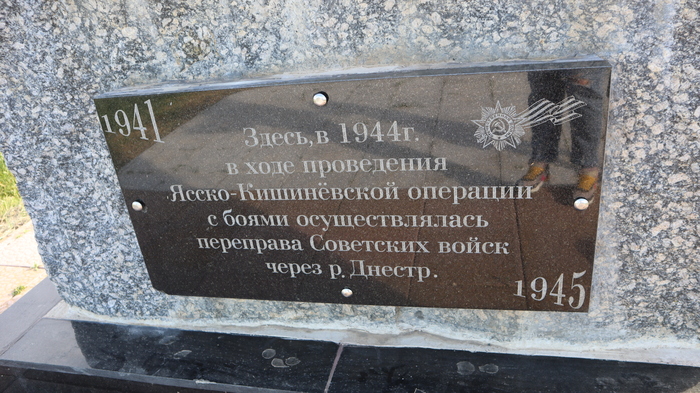 1941
Здесь, в 1944г.
в ходе проведения
Ясско-Кишинёвской операции
с боями осуществлялась
переправа Советских войск
через р. Днестр.
1945